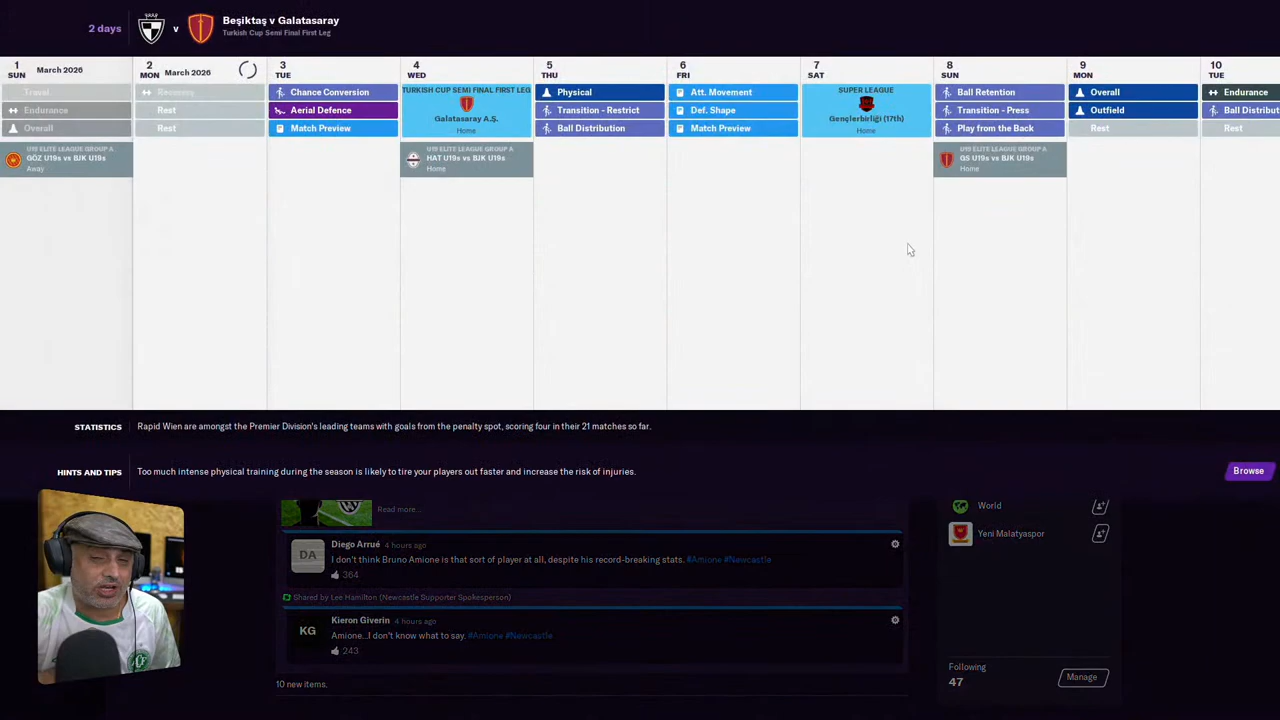 2 days
v
Beşiktaş v Galatasaray
Turkish Cup Semi Final First Leg
1
SUN
March 2026
Travel
Endurance
Overall
U19 ELITE LEAGUE GROUP A
GÖZ U19s vs BJK U19s
Away
2
MON
March 2026
Recovery
Rest
Rest
3
TUE
Chance Conversion
Aerial Defence
Match Preview
4
WED
TURKISH CUP SEMI FINAL FIRST LEG
Galatasaray A.Ş.
Home
U19 ELITE LEAGUE GROUP A
HAT U19s vs BJK U19s
Home
5
THU
Physical
Transition - Restrict
Ball Distribution
6
FRI
Att. Movement
Def. Shape
Match Preview
7
SAT
SUPER LEAGUE
Gençlerbirliği (17th)
Home
8
SUN
Ball Retention
Transition - Press
Play from the Back
U19 ELITE LEAGUE GROUP A
GS U19s vs BJK U19s
Home
9
MON
Overall
Outfield
Rest
10
TUE
Endurance
Ball Distribut
Rest
STATISTICS
Rapid Wien are amongst the Premier Division's leading teams with goals from the penalty spot, scoring four in their 21 matches so far.
HINTS AND TIPS
Too much intense physical training during the season is likely to tire your players out faster and increase the risk of injuries.
Browse
Read more...
DA
Diego Arrué 4 hours ago
I don't think Bruno Amione is that sort of player at all, despite his record-breaking stats. #Amione #Newcastle
364
Shared by Lee Hamilton (Newcastle Supporter Spokesperson)
KG
Kieron Giverin 4 hours ago
Amione...I don't know what to say. #Amione #Newcastle
243
10 new items.
World
Yeni Malatyaspor
Following
47
Manage